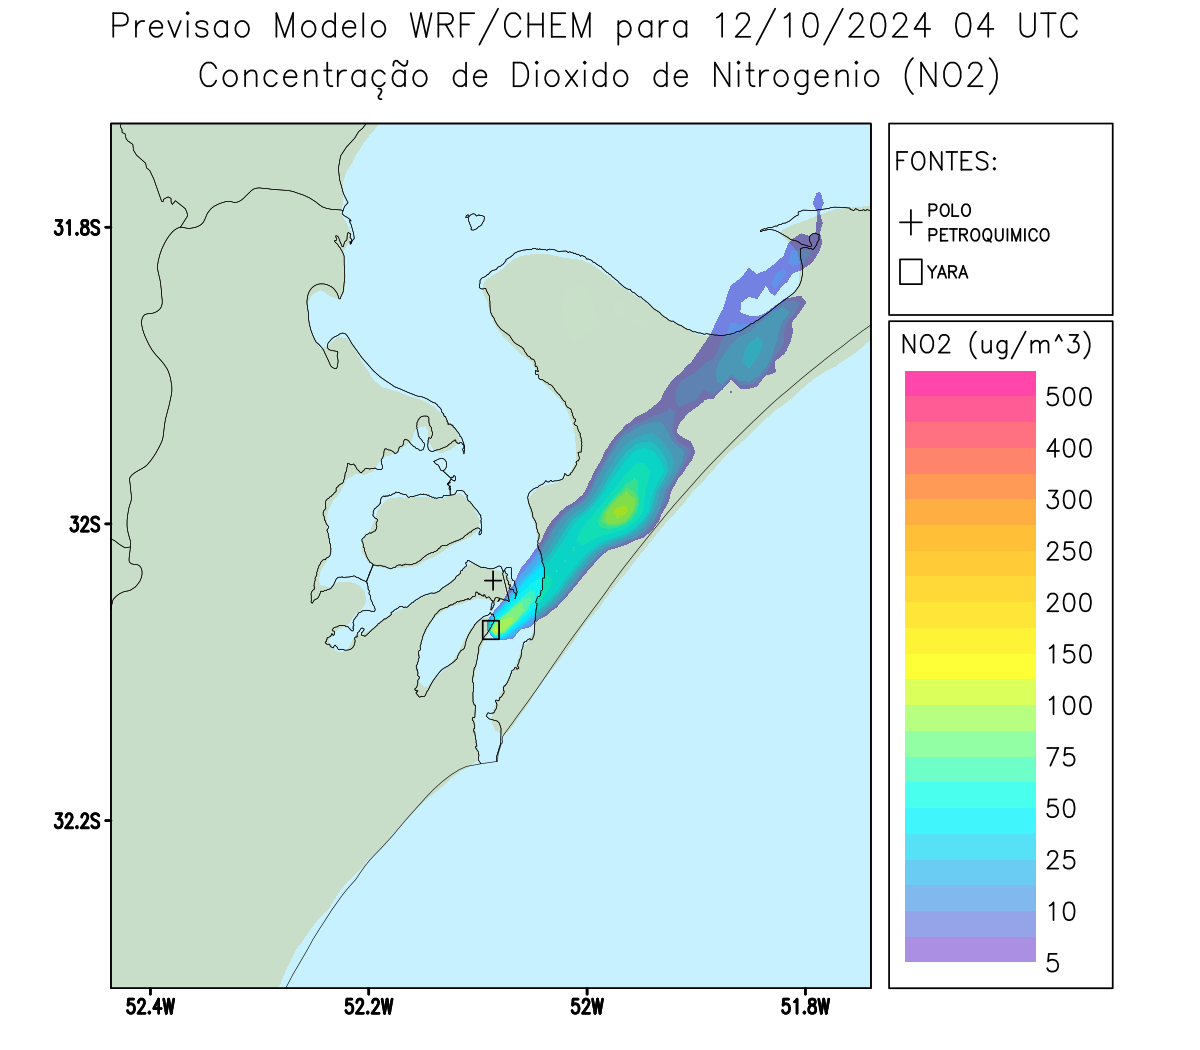 Previsao Modelo WRF/CHEM para 12/10/2024 04 UTC
Concentração de Dioxido de Nitrogenio (NO2)
FONTES:
POLO
PETROQUIMICO
YARA
NO2 (ug/m^3)
500
400
300
250
200
150
100
75
50
25
10
5
31.8S
32S
32.2S
52.4W
52.2W
52W
51.8W